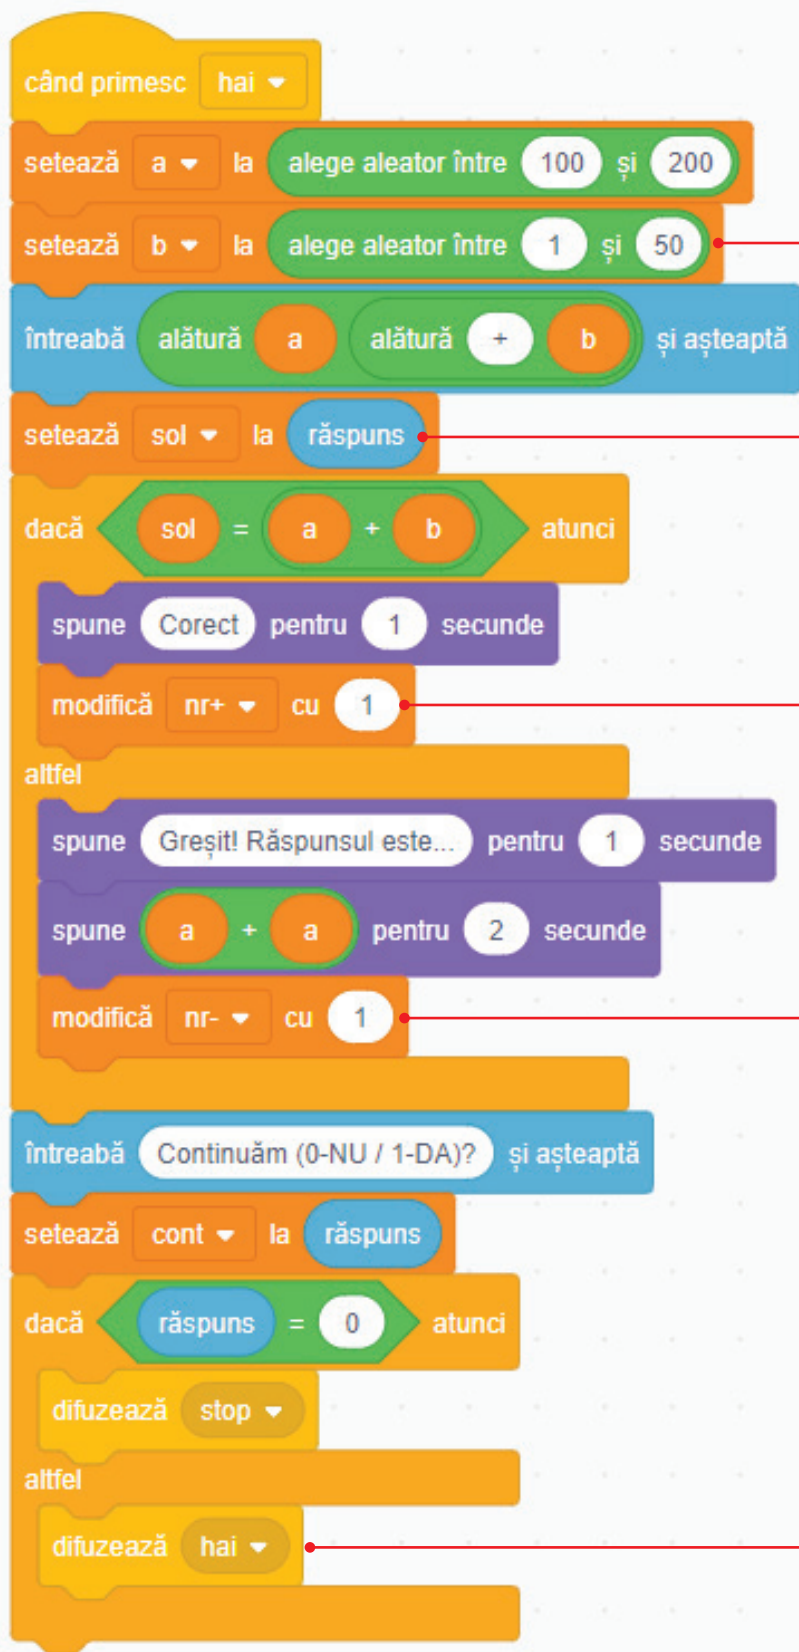 când primesc hai
setează a la alege aleator între 100 și 200
setează b la alege aleator între 1 și 50
întreabă alătură a alătură + b și așteaptă
setează sol la răspuns
dacă sol = a + b atunci
spune Corect pentru 1 secunde
modifică nr+ cu 1
altfel
spune Greșit! Răspunsul este... pentru 1 secunde
spune a + a pentru 2 secunde
modifică nr- cu 1
întreabă Continuăm (0-NU / 1-DA)? și așteaptă
setează cont la răspuns
dacă răspuns = 0 atunci
difuzează stop
altfel
difuzează hai